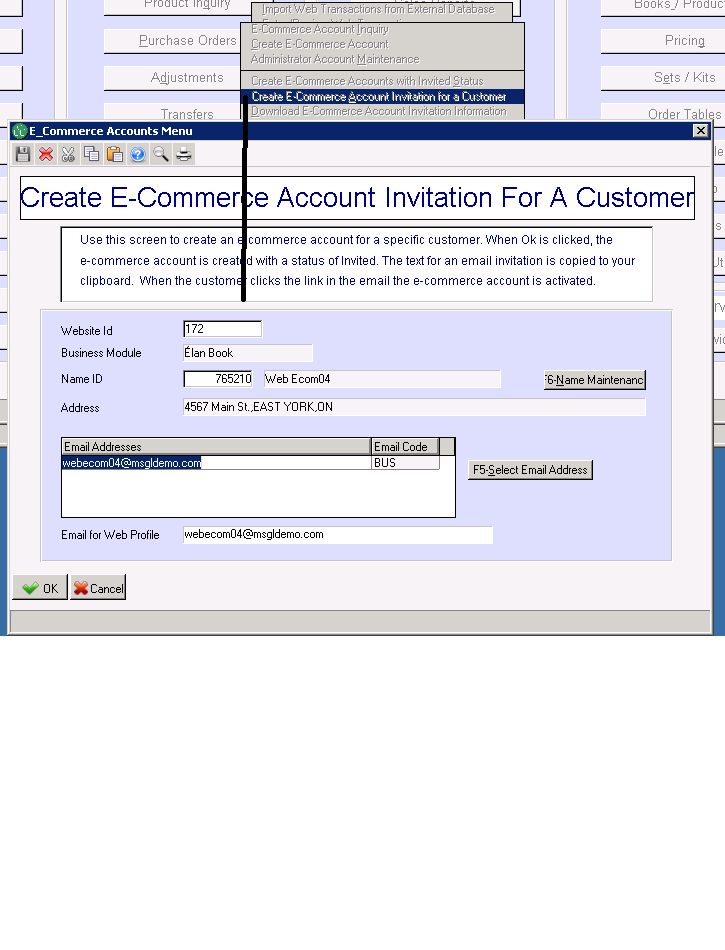 Product Inquiry
Import Web Transactions from External Database
E-Commerce Account Inquiry
Books / Produc
Purchase Orders
Create E-Commerce Account
Pricing
Administrator Account Maintenance
Adjustments
Create E-Commerce Accounts with Invited Status
Sets / Kits
Create E-Commerce Account Invitation for a Customer
Transfers
Download E-Commerce Account Invitation Information
Order Tables
E_Commerce Accounts Menu
Create E-Commerce Account Invitation For A Customer
Use this screen to create an e-commerce account for a specific customer. When Ok is clicked, the
e-commerce account is created with a status of Invited. The text for an email invitation is copied to your
clipboard. When the customer clicks the link in the email the e-commerce account is activated.
Website Id
172
Business Module
Élan Book
Name ID
765210
Web Ecom04
F6-Name Maintenanc
Address
4567 Main St.,EAST YORK,ON
Email Addresses
Email Code
webecom04@msgldemo.com
BUS
F5-Select Email Address
Email for Web Profile
webecom04@msgldemo.com
OK
Cancel